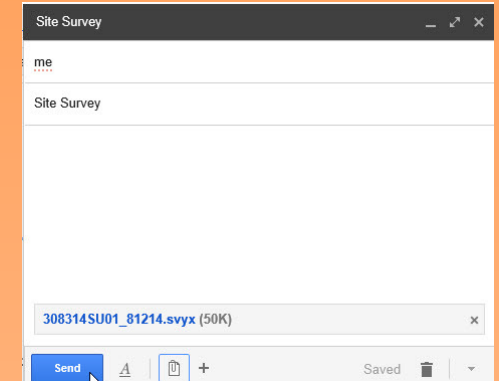 Site Survey
me
Site Survey
308314SU01_81214.svyx (50K)
Send A Saved